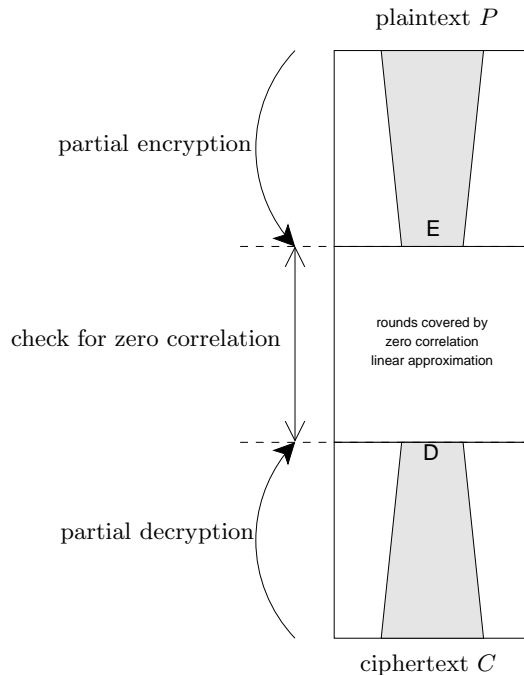 plaintext P
partial encryption
E
check for zero correlation
rounds covered by
zero correlation
linear approximation
D
partial decryption
ciphertext C